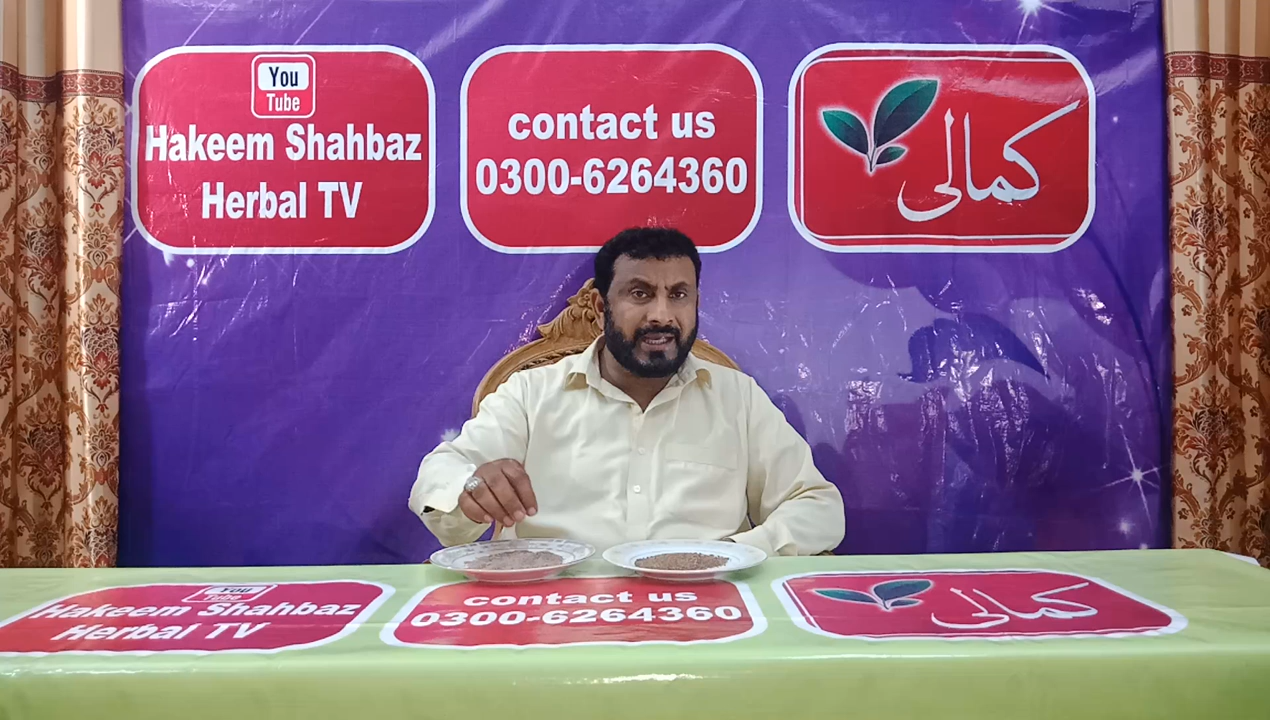 You
Tube
Hakeem Shahbaz
Herbal TV
contact us
0300-6264360
کمالی
You
Tube
Hakeem Shahbaz
Herbal TV
contact us
0300-6264360
کمالی